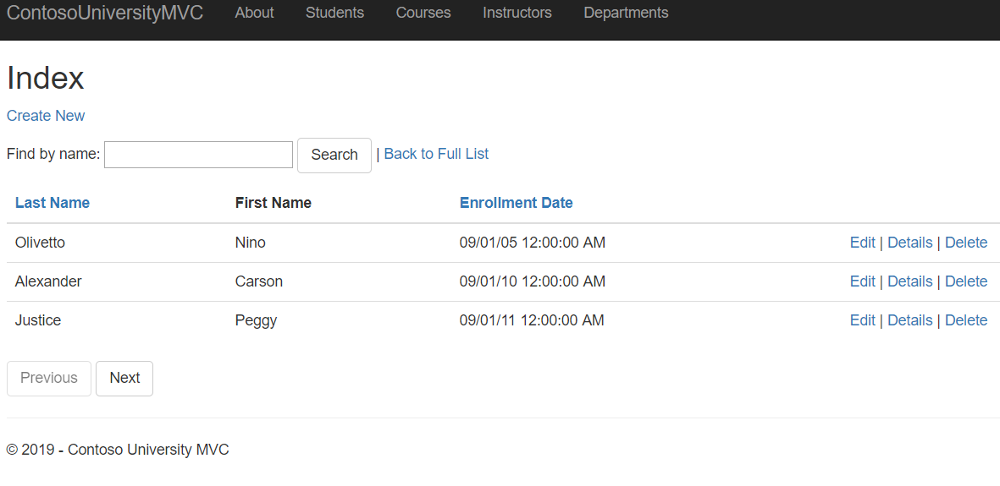 ContosoUniversityMVC About Students Courses Instructors Departments
Index
Create New
Find by name: Search | Back to Full List
Last Name First Name Enrollment Date
Olivetto Nino 09/01/05 12:00:00 AM Edit | Details | Delete
Alexander Carson 09/01/10 12:00:00 AM Edit | Details | Delete
Justice Peggy 09/01/11 12:00:00 AM Edit | Details | Delete
Previous Next
© 2019 - Contoso University MVC